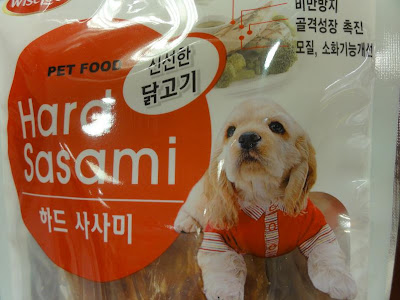 비만방지
골격성장 촉진
모질, 소화기능개선
PET FOOD
신선한
닭고기
Hard
Sasami
하드 사사미